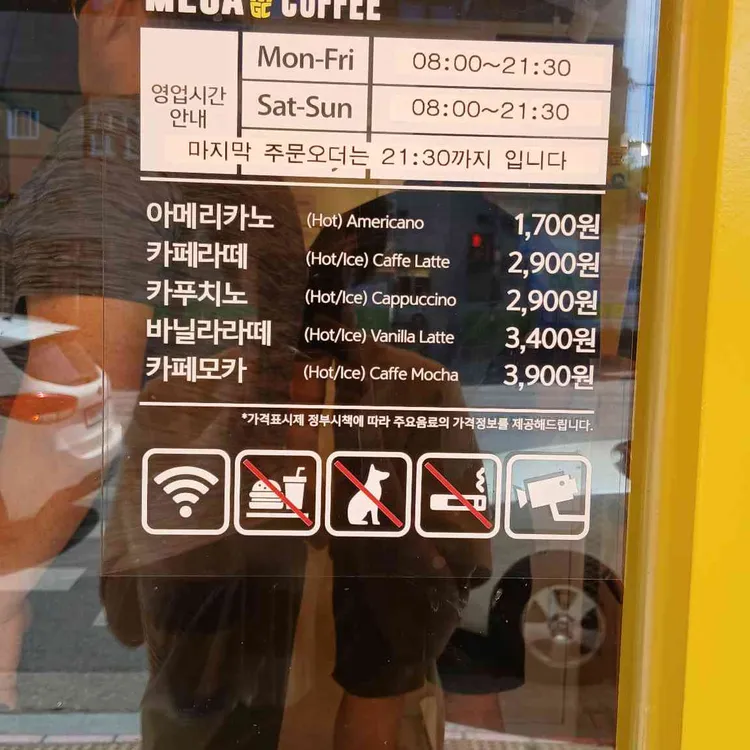 MEGA MGC COFFEE
영업시간 안내
Mon-Fri 08:00~21:30
Sat-Sun 08:00~21:30
마지막 주문오더는 21:30까지 입니다
아메리카노 (Hot) Americano 1,700원
카페라떼 (Hot/Ice) Caffe Latte 2,900원
카푸치노 (Hot/Ice) Cappuccino 2,900원
바닐라라떼 (Hot/Ice) Vanilla Latte 3,400원
카페모카 (Hot/Ice) Caffe Mocha 3,900원
*가격표시제 정부시책에 따라 주요음료의 가격정보를 제공해드립니다.